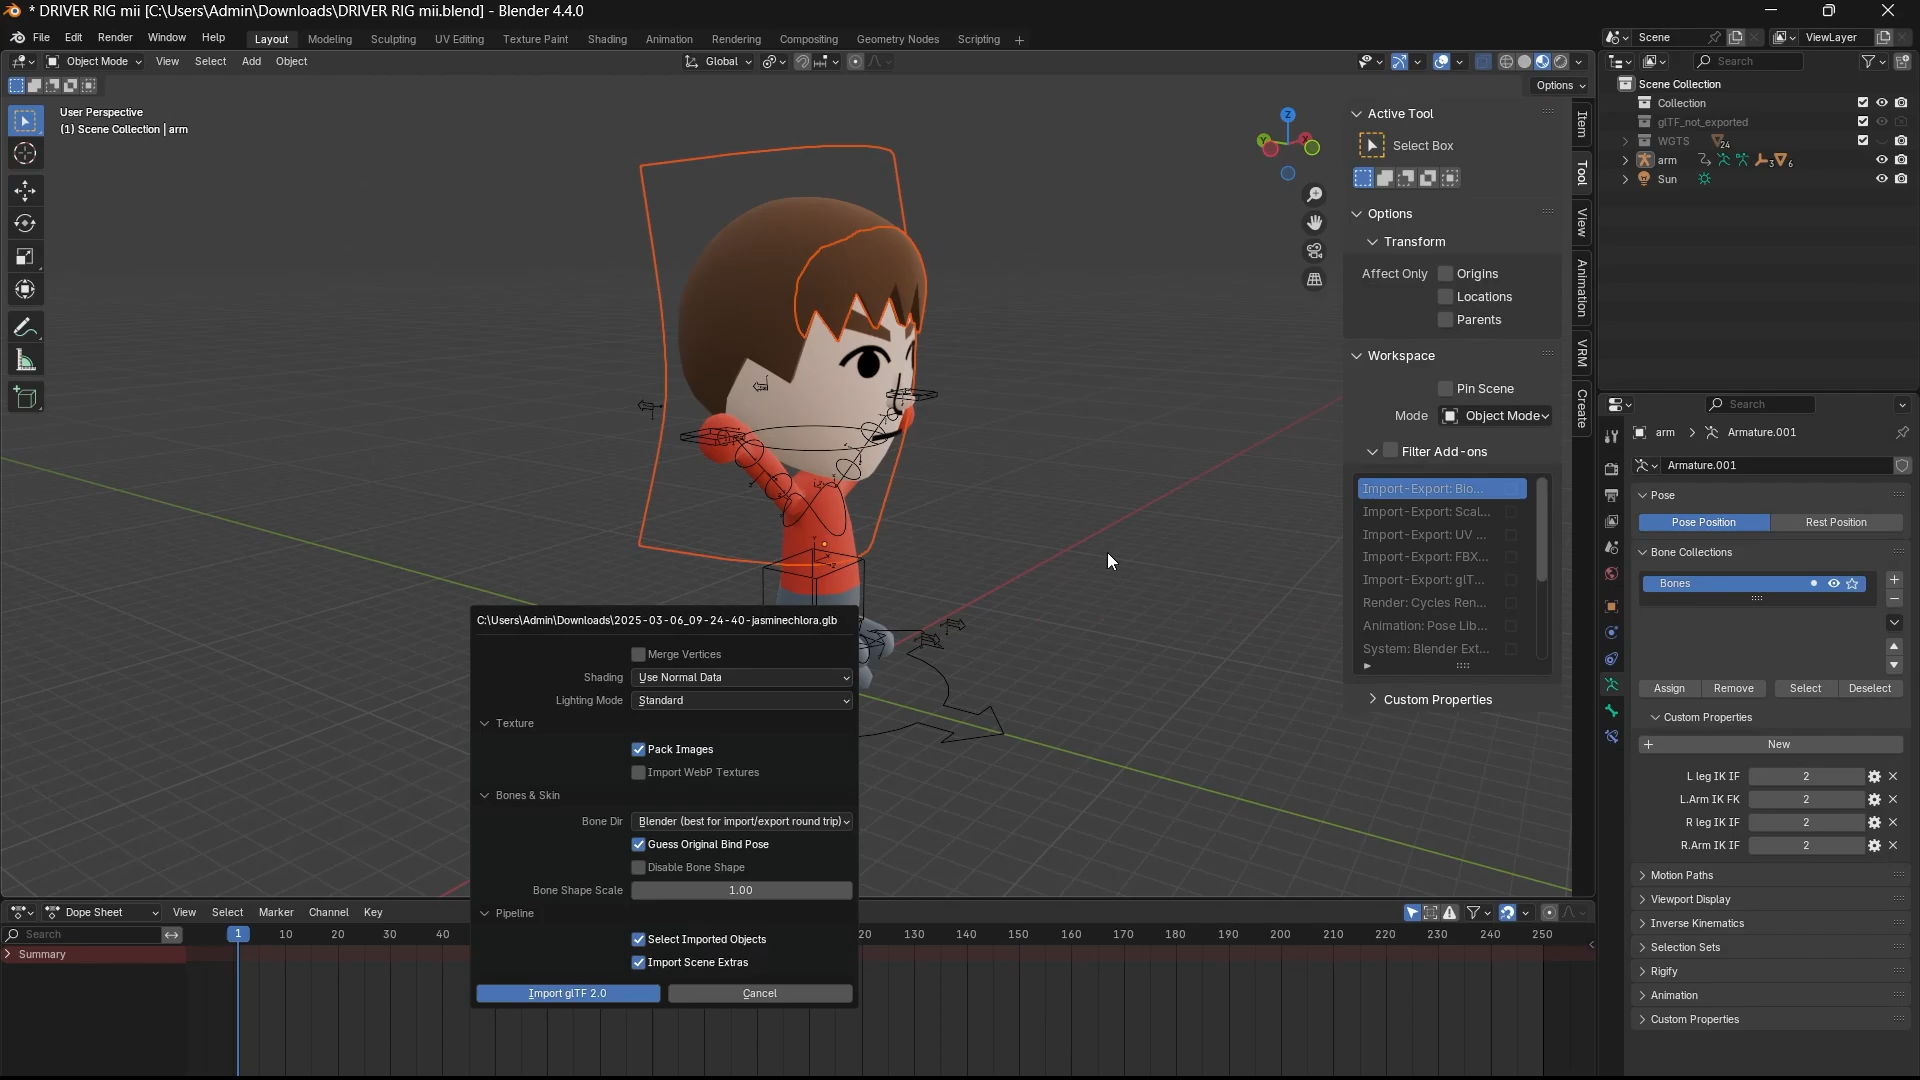 * DRIVER RIG mii [C:\Users\Admin\Downloads\DRIVER RIG mii.blend] - Blender 4.4.0
File Edit Render Window Help Layout Modeling Sculpting UV Editing Texture Paint Shading Animation Rendering Compositing Geometry Nodes Scripting + Scene ViewLayer
Object Mode View Select Add Object Global Search
Options
User Perspective
(1) Scene Collection | arm
Z
Active Tool
Select Box
Options
Transform
Affect Only Origins
Locations
Parents
Workspace
Pin Scene
Mode Object Mode
Filter Add-ons
Import-Export: Bio...
Import-Export: Scal...
Import-Export: UV ...
Import-Export: FBX...
Import-Export: glT...
Render: Cycles Ren...
Animation: Pose Lib...
System: Blender Ext...
Custom Properties
Item
Tool
View
Animation
VRM
Create
Scene Collection
Collection
glTF_not_exported
WGTS 24
arm 3 6
Sun
Search
arm > Armature.001
Armature.001
Pose
Pose Position Rest Position
Bone Collections
Bones
Assign Remove Select Deselect
Custom Properties
+ New
L leg IK IF 2
L.Arm IK FK 2
R leg IK IF 2
R.Arm IK IF 2
Motion Paths
Viewport Display
Inverse Kinematics
Selection Sets
Rigify
Animation
Custom Properties
C:\Users\Admin\Downloads\2025-03-06_09-24-40-jasminechlora.glb
Merge Vertices
Shading Use Normal Data
Lighting Mode Standard
Texture
Pack Images
Import WebP Textures
Bones & Skin
Bone Dir Blender (best for import/export round trip)
Guess Original Bind Pose
Disable Bone Shape
Bone Shape Scale 1.00
Pipeline
Select Imported Objects
Import Scene Extras
Import glTF 2.0 Cancel
Dope Sheet View Select Marker Channel Key
Search 1 10 20 30 40 20 130 140 150 160 170 180 190 200 210 220 230 240 250
Summary